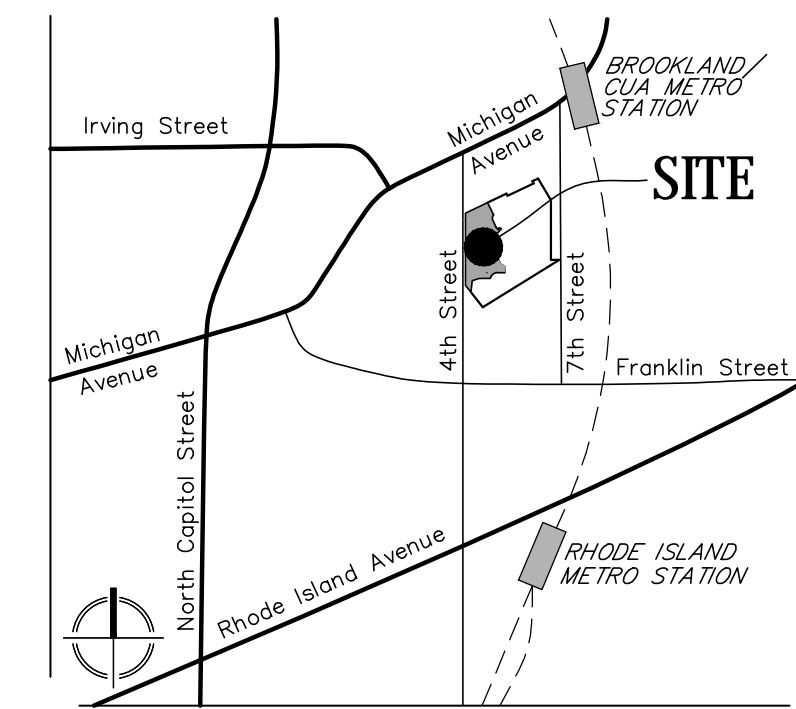 BROOKLAND/
CUA METRO
STATION
Irving Street
Michigan
Avenue
SITE
4th Street
7th Street
Michigan
Avenue
Franklin Street
North Capitol Street
Rhode Island Avenue
RHODE ISLAND
METRO STATION